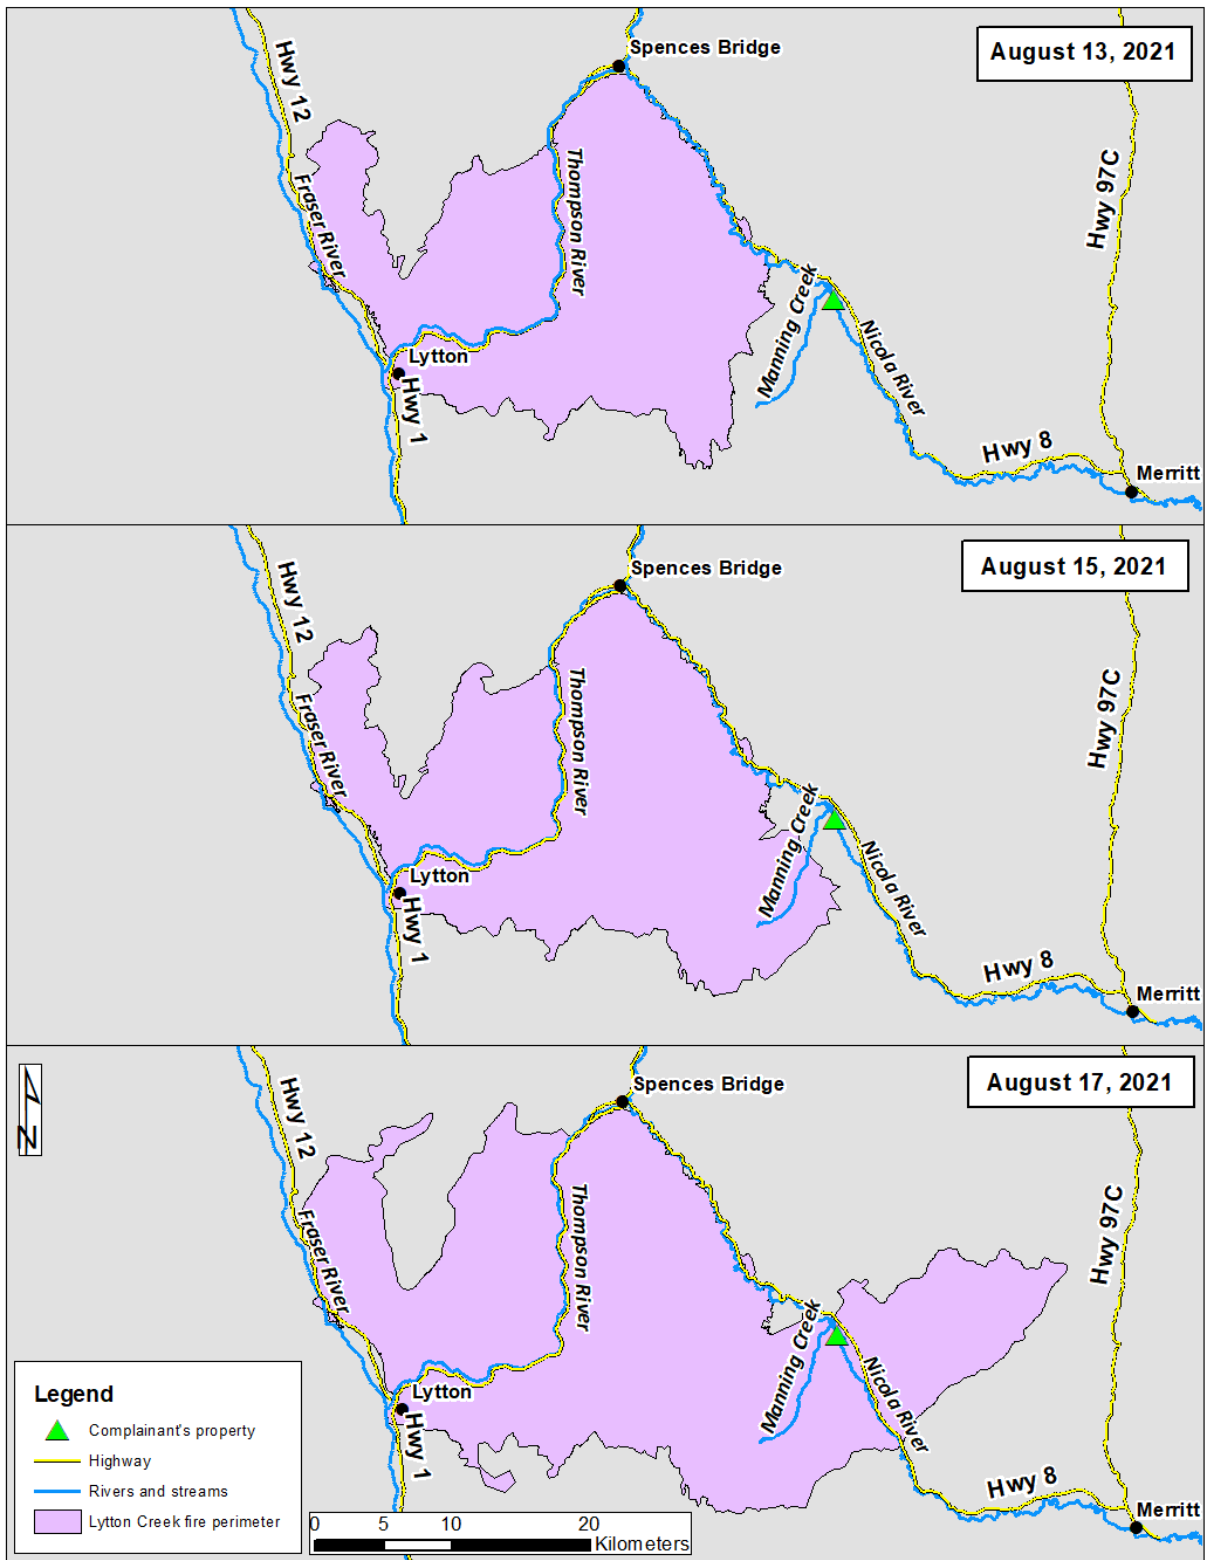 Spences Bridge
August 13, 2021
Hwy 12
Fraser River
Thompson River
Hwy 97C
Manning Creek
Nicola River
Lytton
Hwy 1
Hwy 8
Merritt
Spences Bridge
August 15, 2021
Hwy 12
Fraser River
Thompson River
Hwy 97C
Manning Creek
Nicola River
Lytton
Hwy 1
Hwy 8
Merritt
N
Spences Bridge
August 17, 2021
Hwy 12
Fraser River
Thompson River
Hwy 97C
Manning Creek
Nicola River
Lytton
Hwy 1
Hwy 8
Merritt
Legend
Complainant's property
Highway
Rivers and streams
Lytton Creek fire perimeter
0 5 10 20
Kilometers